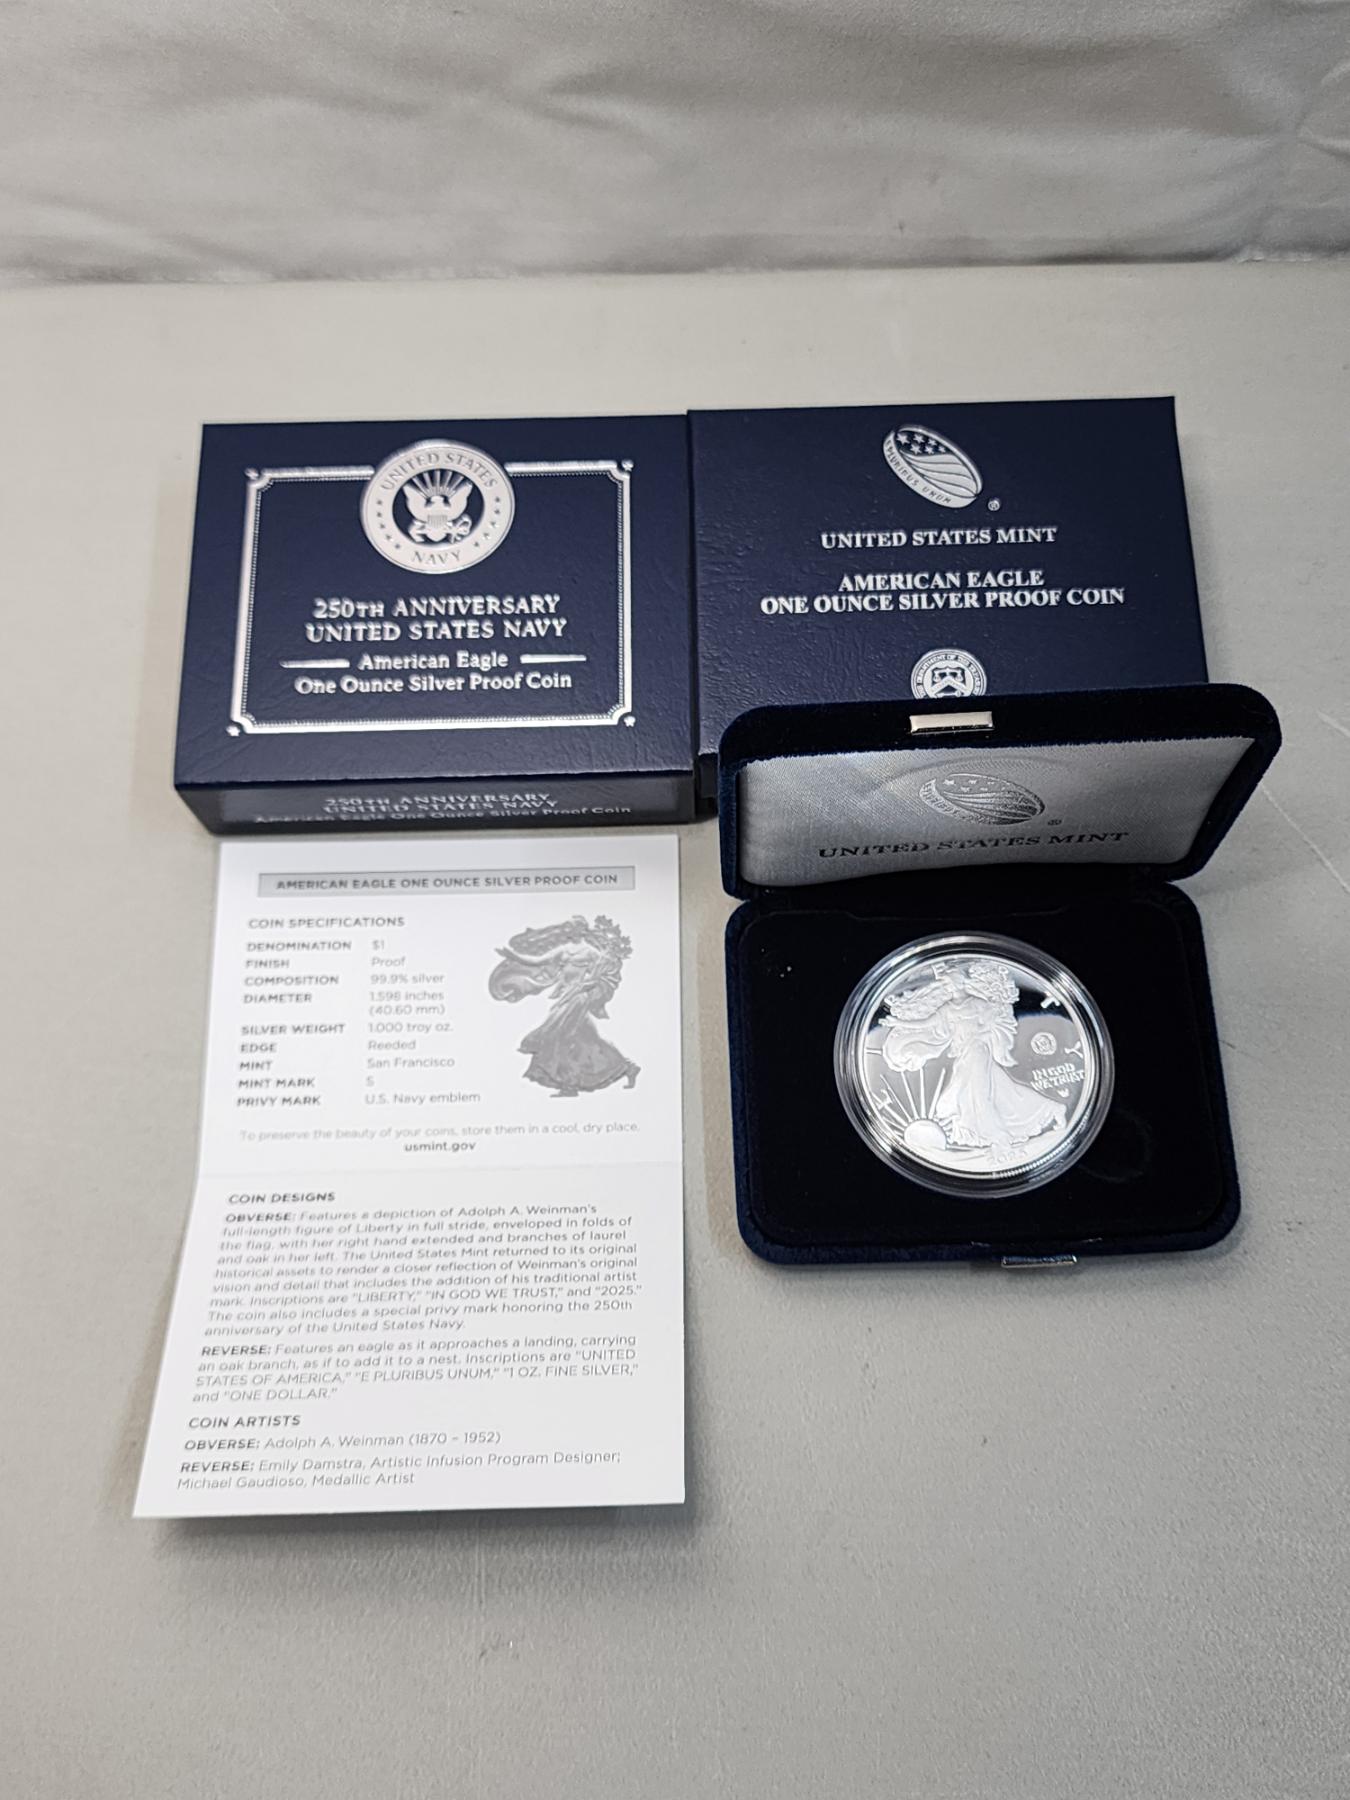 UNITED STATES
NAVY
250TH ANNIVERSARY
UNITED STATES NAVY
American Eagle
One Ounce Silver Proof Coin
250TH ANNIVERSARY
UNITED STATES NAVY
American Eagle One Ounce Silver Proof Coin
PLURIBUS UNUM
®
UNITED STATES MINT
AMERICAN EAGLE
ONE OUNCE SILVER PROOF COIN
®
UNITED STATES MINT
LIBERTY
IN GOD
WE TRUST
2025
AMERICAN EAGLE ONE OUNCE SILVER PROOF COIN
COIN SPECIFICATIONS
DENOMINATION $1
FINISH Proof
COMPOSITION 99.9% silver
DIAMETER 1.598 inches
(40.60 mm)
SILVER WEIGHT 1.000 troy oz.
EDGE Reeded
MINT San Francisco
MINT MARK S
PRIVY MARK U.S. Navy emblem
To preserve the beauty of your coins, store them in a cool, dry place.
usmint.gov
COIN DESIGNS
OBVERSE: Features a depiction of Adolph A. Weinman's
full-length figure of Liberty in full stride, enveloped in folds of
the flag, with her right hand extended and branches of laurel
and oak in her left. The United States Mint returned to its original
historical assets to render a closer reflection of Weinman's original
vision and detail that includes the addition of his traditional artist
mark. Inscriptions are "LIBERTY," "IN GOD WE TRUST," and "2025."
The coin also includes a special privy mark honoring the 250th
anniversary of the United States Navy.
REVERSE: Features an eagle as it approaches a landing, carrying
an oak branch, as if to add it to a nest. Inscriptions are "UNITED
STATES OF AMERICA," "E PLURIBUS UNUM," "1 OZ. FINE SILVER,"
and "ONE DOLLAR."
COIN ARTISTS
OBVERSE: Adolph A. Weinman (1870 – 1952)
REVERSE: Emily Damstra, Artistic Infusion Program Designer;
Michael Gaudioso, Medallic Artist